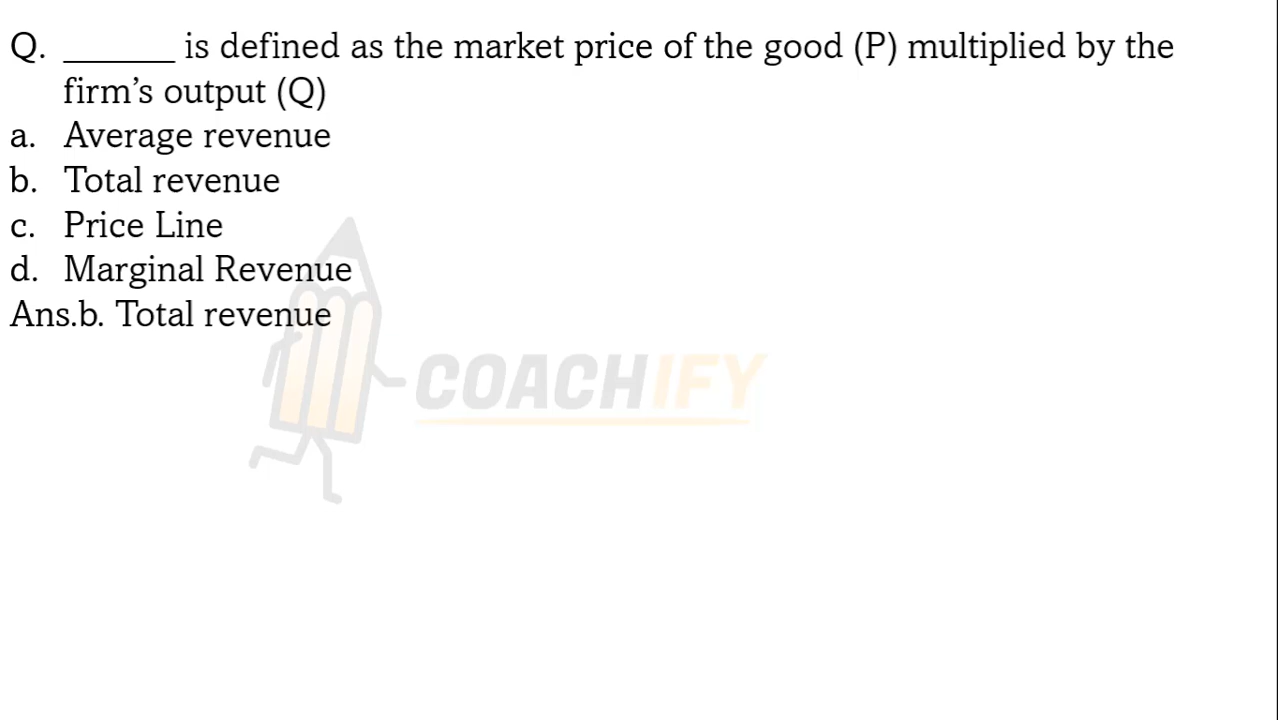 Q. ______ is defined as the market price of the good (P) multiplied by the
firm’s output (Q)
a. Average revenue
b. Total revenue
c. Price Line
d. Marginal Revenue
Ans.b. Total revenue
COACHIFY